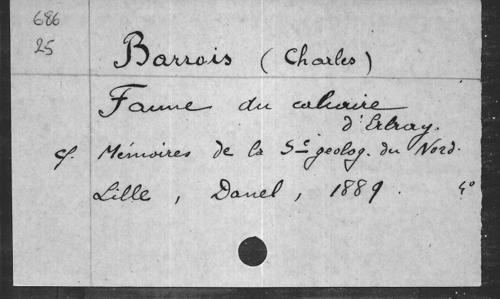 686
25
Barrois (Charles)
Faune du calcaire
d'Erbray.
cf. Mémoires de la Sté geolog. du Nord.
Lille, Danel, 1889. 4°